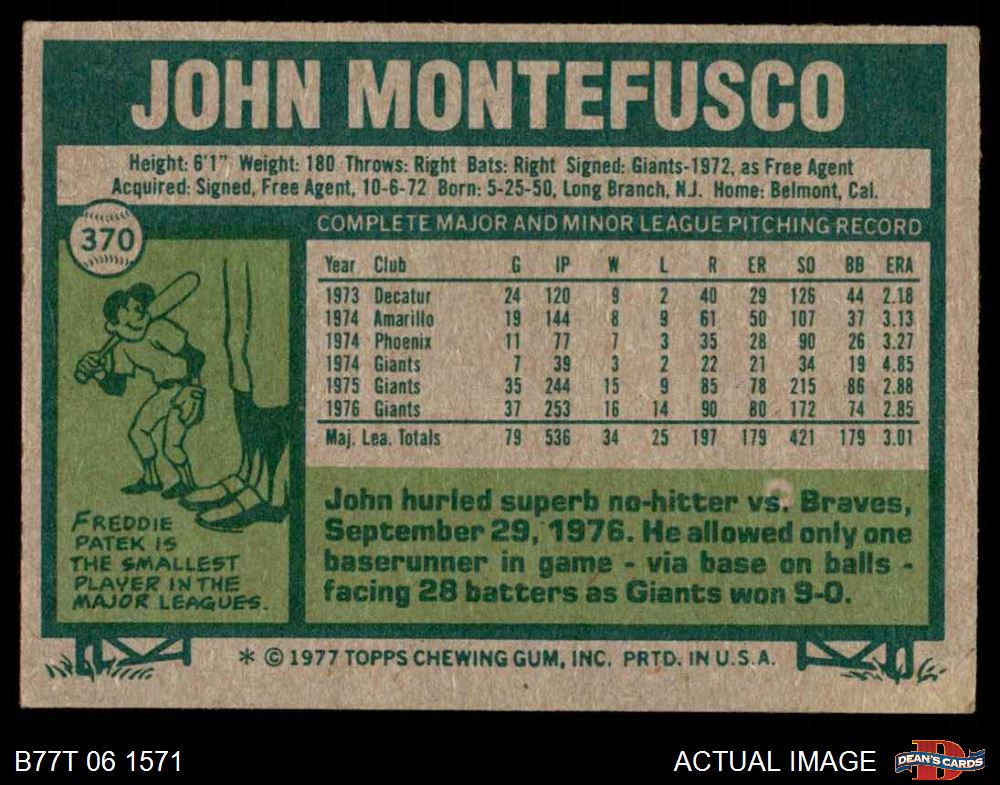 JOHN MONTEFUSCO
Height: 6'1" Weight: 180 Throws: Right Bats: Right Signed: Giants-1972, as Free Agent
Acquired: Signed, Free Agent, 10-6-72 Born: 5-25-50, Long Branch, N.J. Home: Belmont, Cal.
370
COMPLETE MAJOR AND MINOR LEAGUE PITCHING RECORD
Year Club G IP W L R ER SO BB ERA
1973 Decatur 24 120 9 2 40 29 126 44 2.18
1974 Amarillo 19 144 8 9 61 50 107 37 3.13
1974 Phoenix 11 77 7 3 35 28 90 26 3.27
1974 Giants 7 39 3 2 22 21 34 19 4.85
1975 Giants 35 244 15 9 85 78 215 86 2.88
1976 Giants 37 253 16 14 90 80 172 74 2.85
Maj. Lea. Totals 79 536 34 25 197 179 421 179 3.01
FREDDIE
PATEK IS
THE SMALLEST
PLAYER IN THE
MAJOR LEAGUES.
John hurled superb no-hitter vs. Braves,
September 29, 1976. He allowed only one
baserunner in game - via base on balls -
facing 28 batters as Giants won 9-0.
* © 1977 TOPPS CHEWING GUM, INC. PRTD. IN U.S.A.
B77T 06 1571
ACTUAL IMAGE
D
DEAN'S CARDS